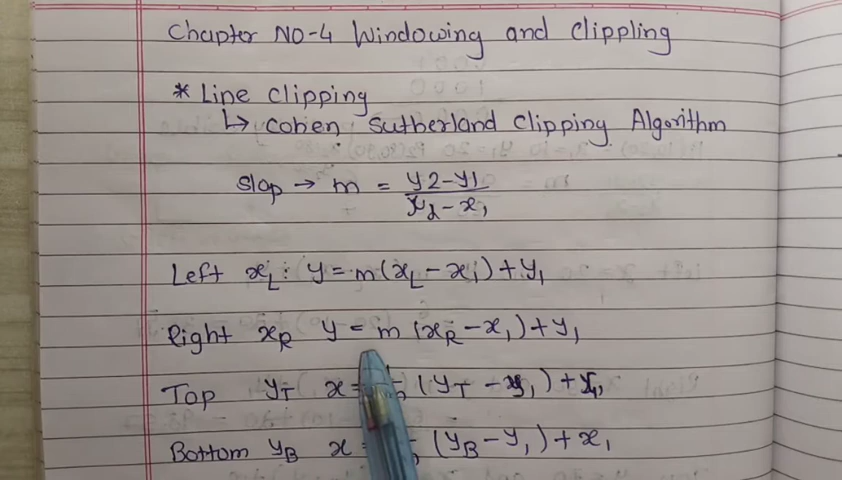 Chapter NO-4 Windowing and Clippling
* Line clipping
↳ cohen Sutherland Clipping Algorithm
Slop → m = y2-y1 / x2-x1
Left xL: y = m(xL-x1)+y1
Right xR y = m(xR-x1)+y1
Top yT x= (yT-y1)+x1
Bottom yB x = (yB-y1)+x1